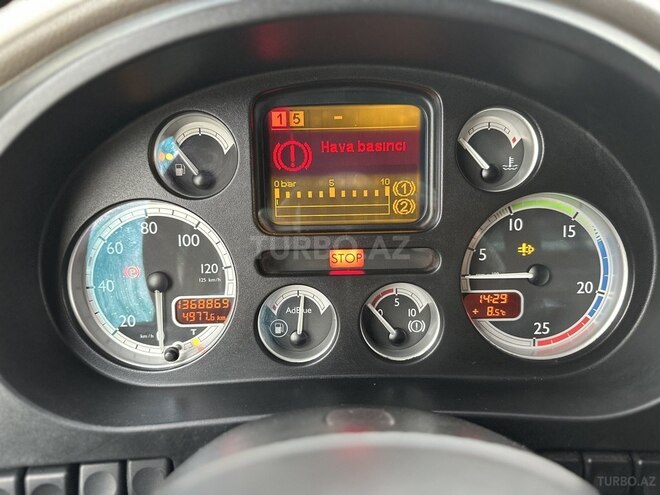 1 5 -
Hava basıncı
0 bar 5 10
1
2
TURBO.AZ
STOP
20 40 60 80 100 120
125 km/h
km/h
1368869
4977.6 km
T
AdBlue
0 5 10
5 10 15 20 25
14:29
+ 8.5°c
TURBO.AZ